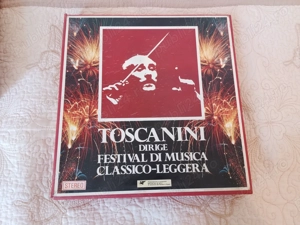 TOSCANINI
DIRIGE
FESTIVAL DI MUSICA
CLASSICO-LEGGERA
STEREO